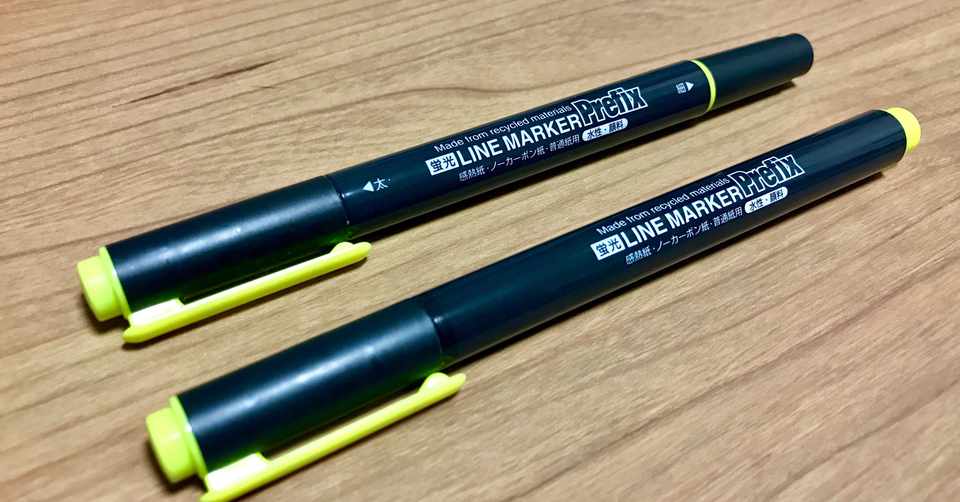 Made from recycled materials
蛍光 LINE MARKER Prefix
感熱紙・ノーカーボン紙・普通紙用 水性・顔料
◀太
細▶
Made from recycled materials
蛍光 LINE MARKER Prefix
感熱紙・ノーカーボン紙・普通紙用 水性・顔料